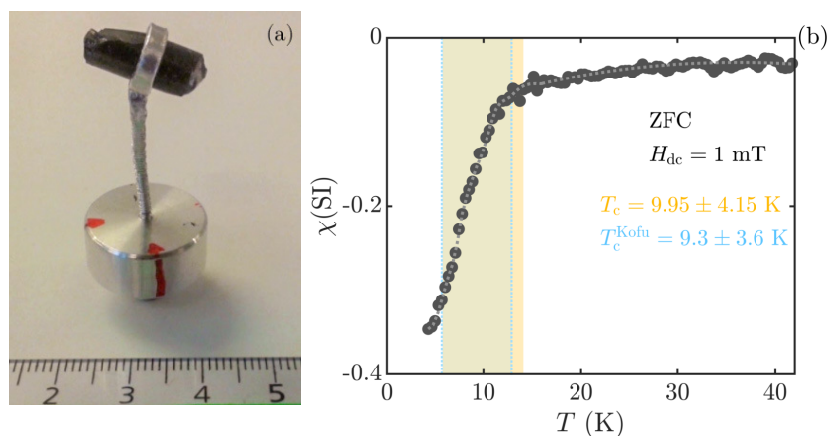 (a)
2 3 4 5
(b)
0
-0.2
-0.4
χ(SI)
ZFC
H_dc = 1 mT
T_c = 9.95 ± 4.15 K
T_c^Kofu = 9.3 ± 3.6 K
0 10 20 30 40
T (K)